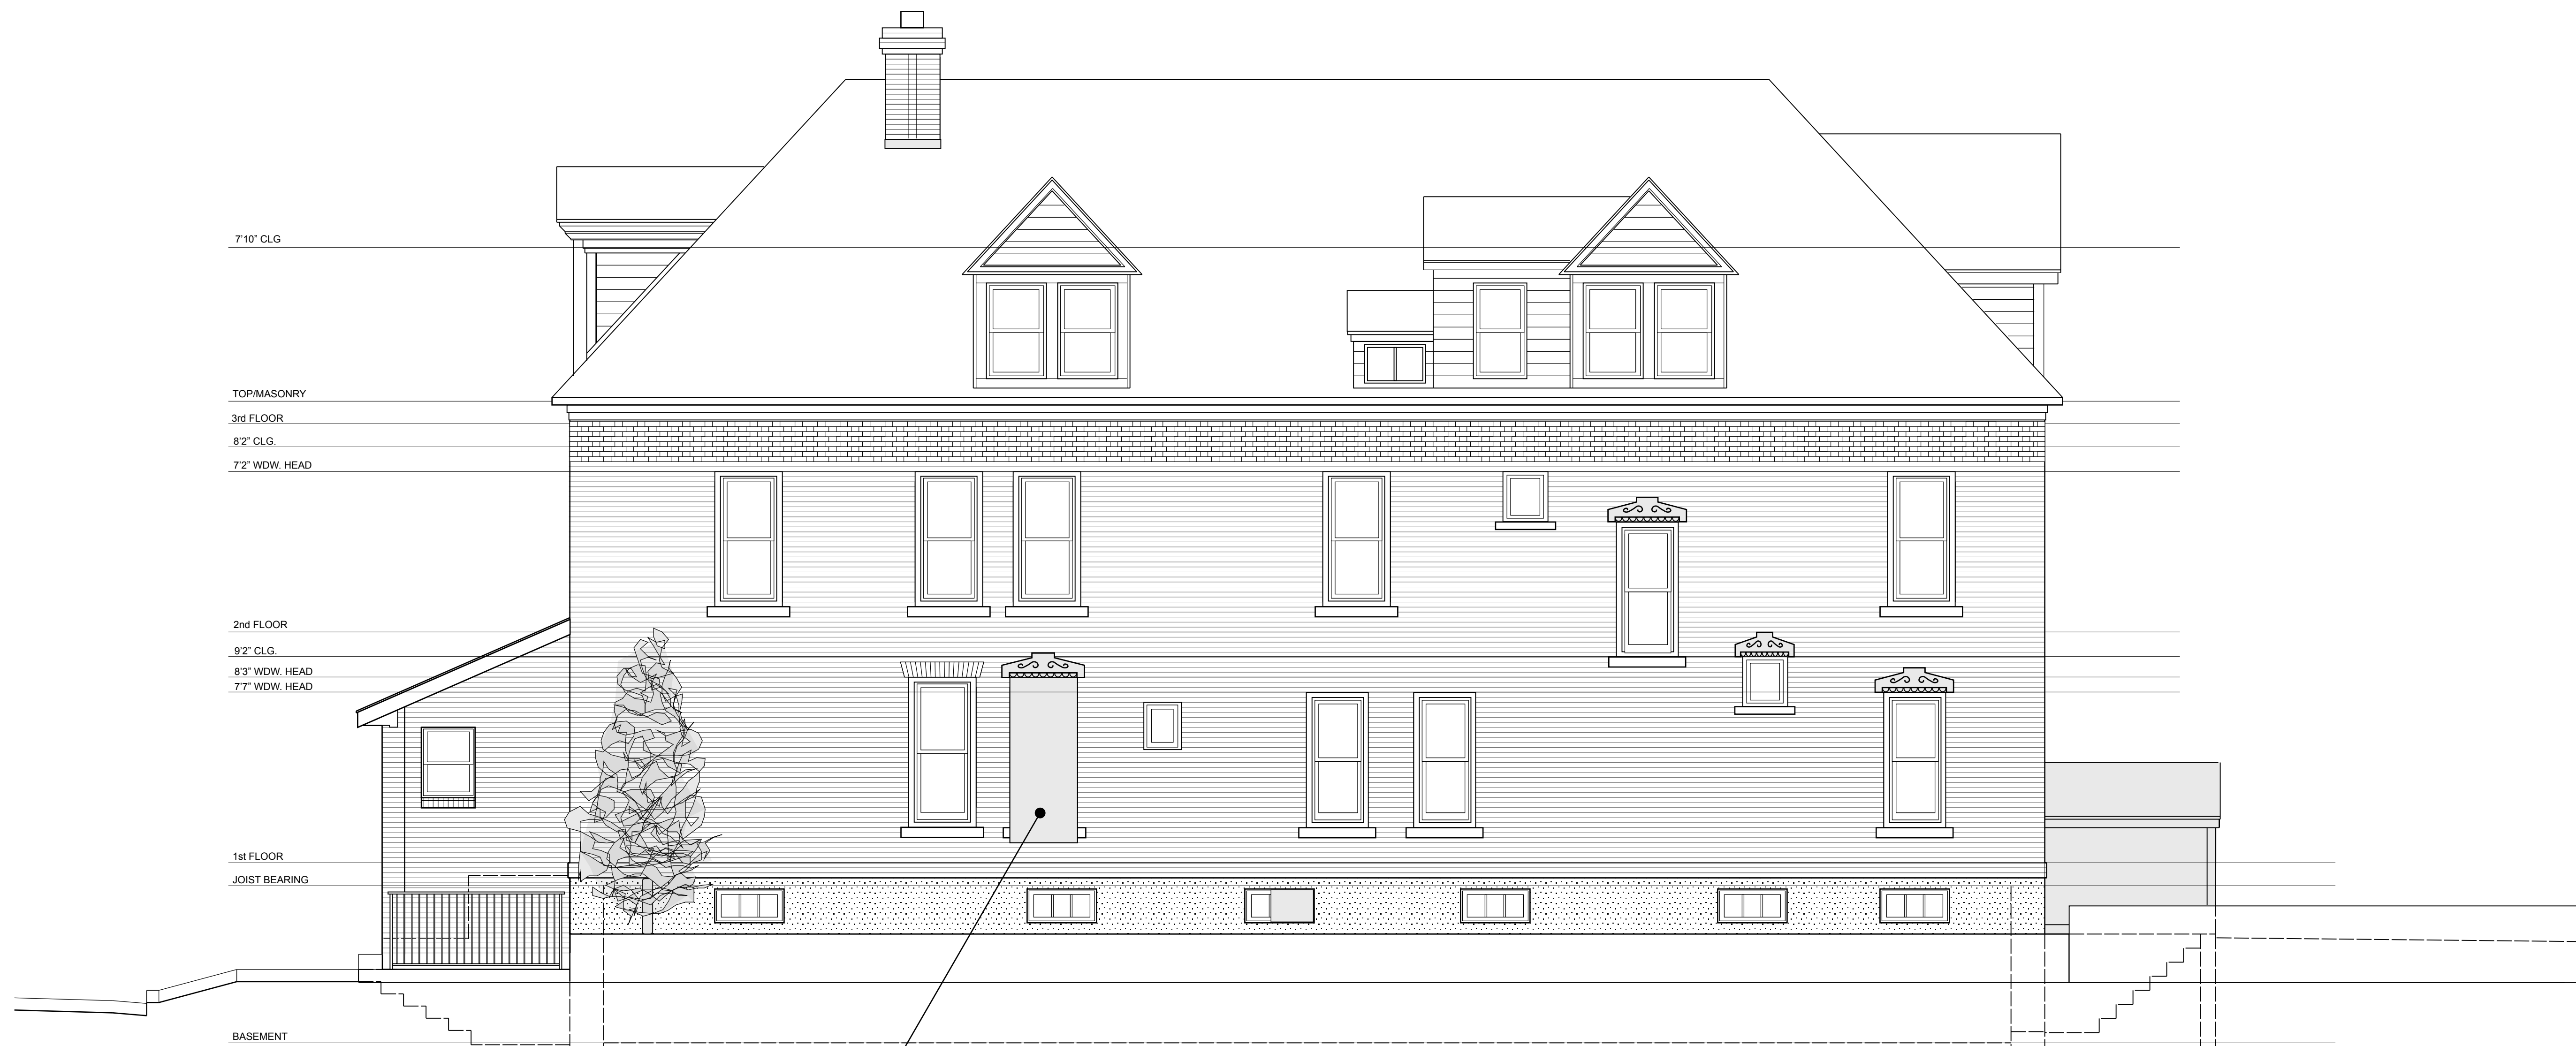 7’10” CLG
TOP/MASONRY
3rd FLOOR
8’2” CLG.
7’2” WDW. HEAD
2nd FLOOR
9’2” CLG.
8’3” WDW. HEAD
7’7” WDW. HEAD
1st FLOOR
JOIST BEARING
BASEMENT